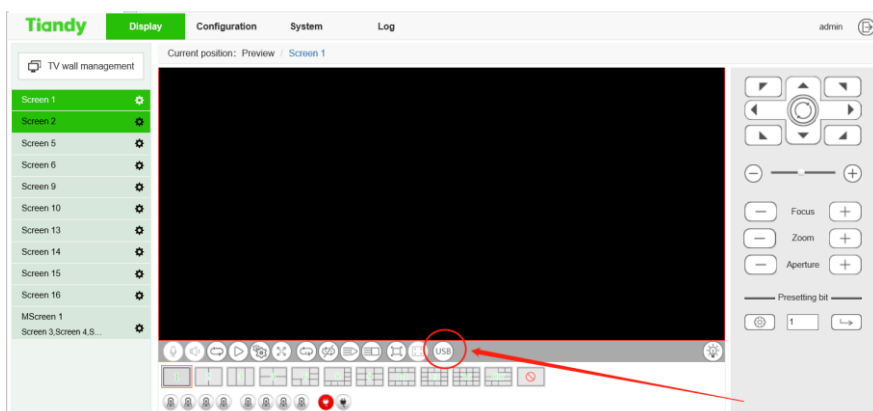 Tiandy Display Configuration System Log admin
TV wall management
Current position: Preview / Screen 1
Screen 1
Screen 2
Screen 5
Screen 6
Screen 9
Screen 10
Screen 13
Screen 14
Screen 15
Screen 16
MScreen 1
Screen 3,Screen 4,S...
USB
Focus
Zoom
Aperture
Presetting bit
1